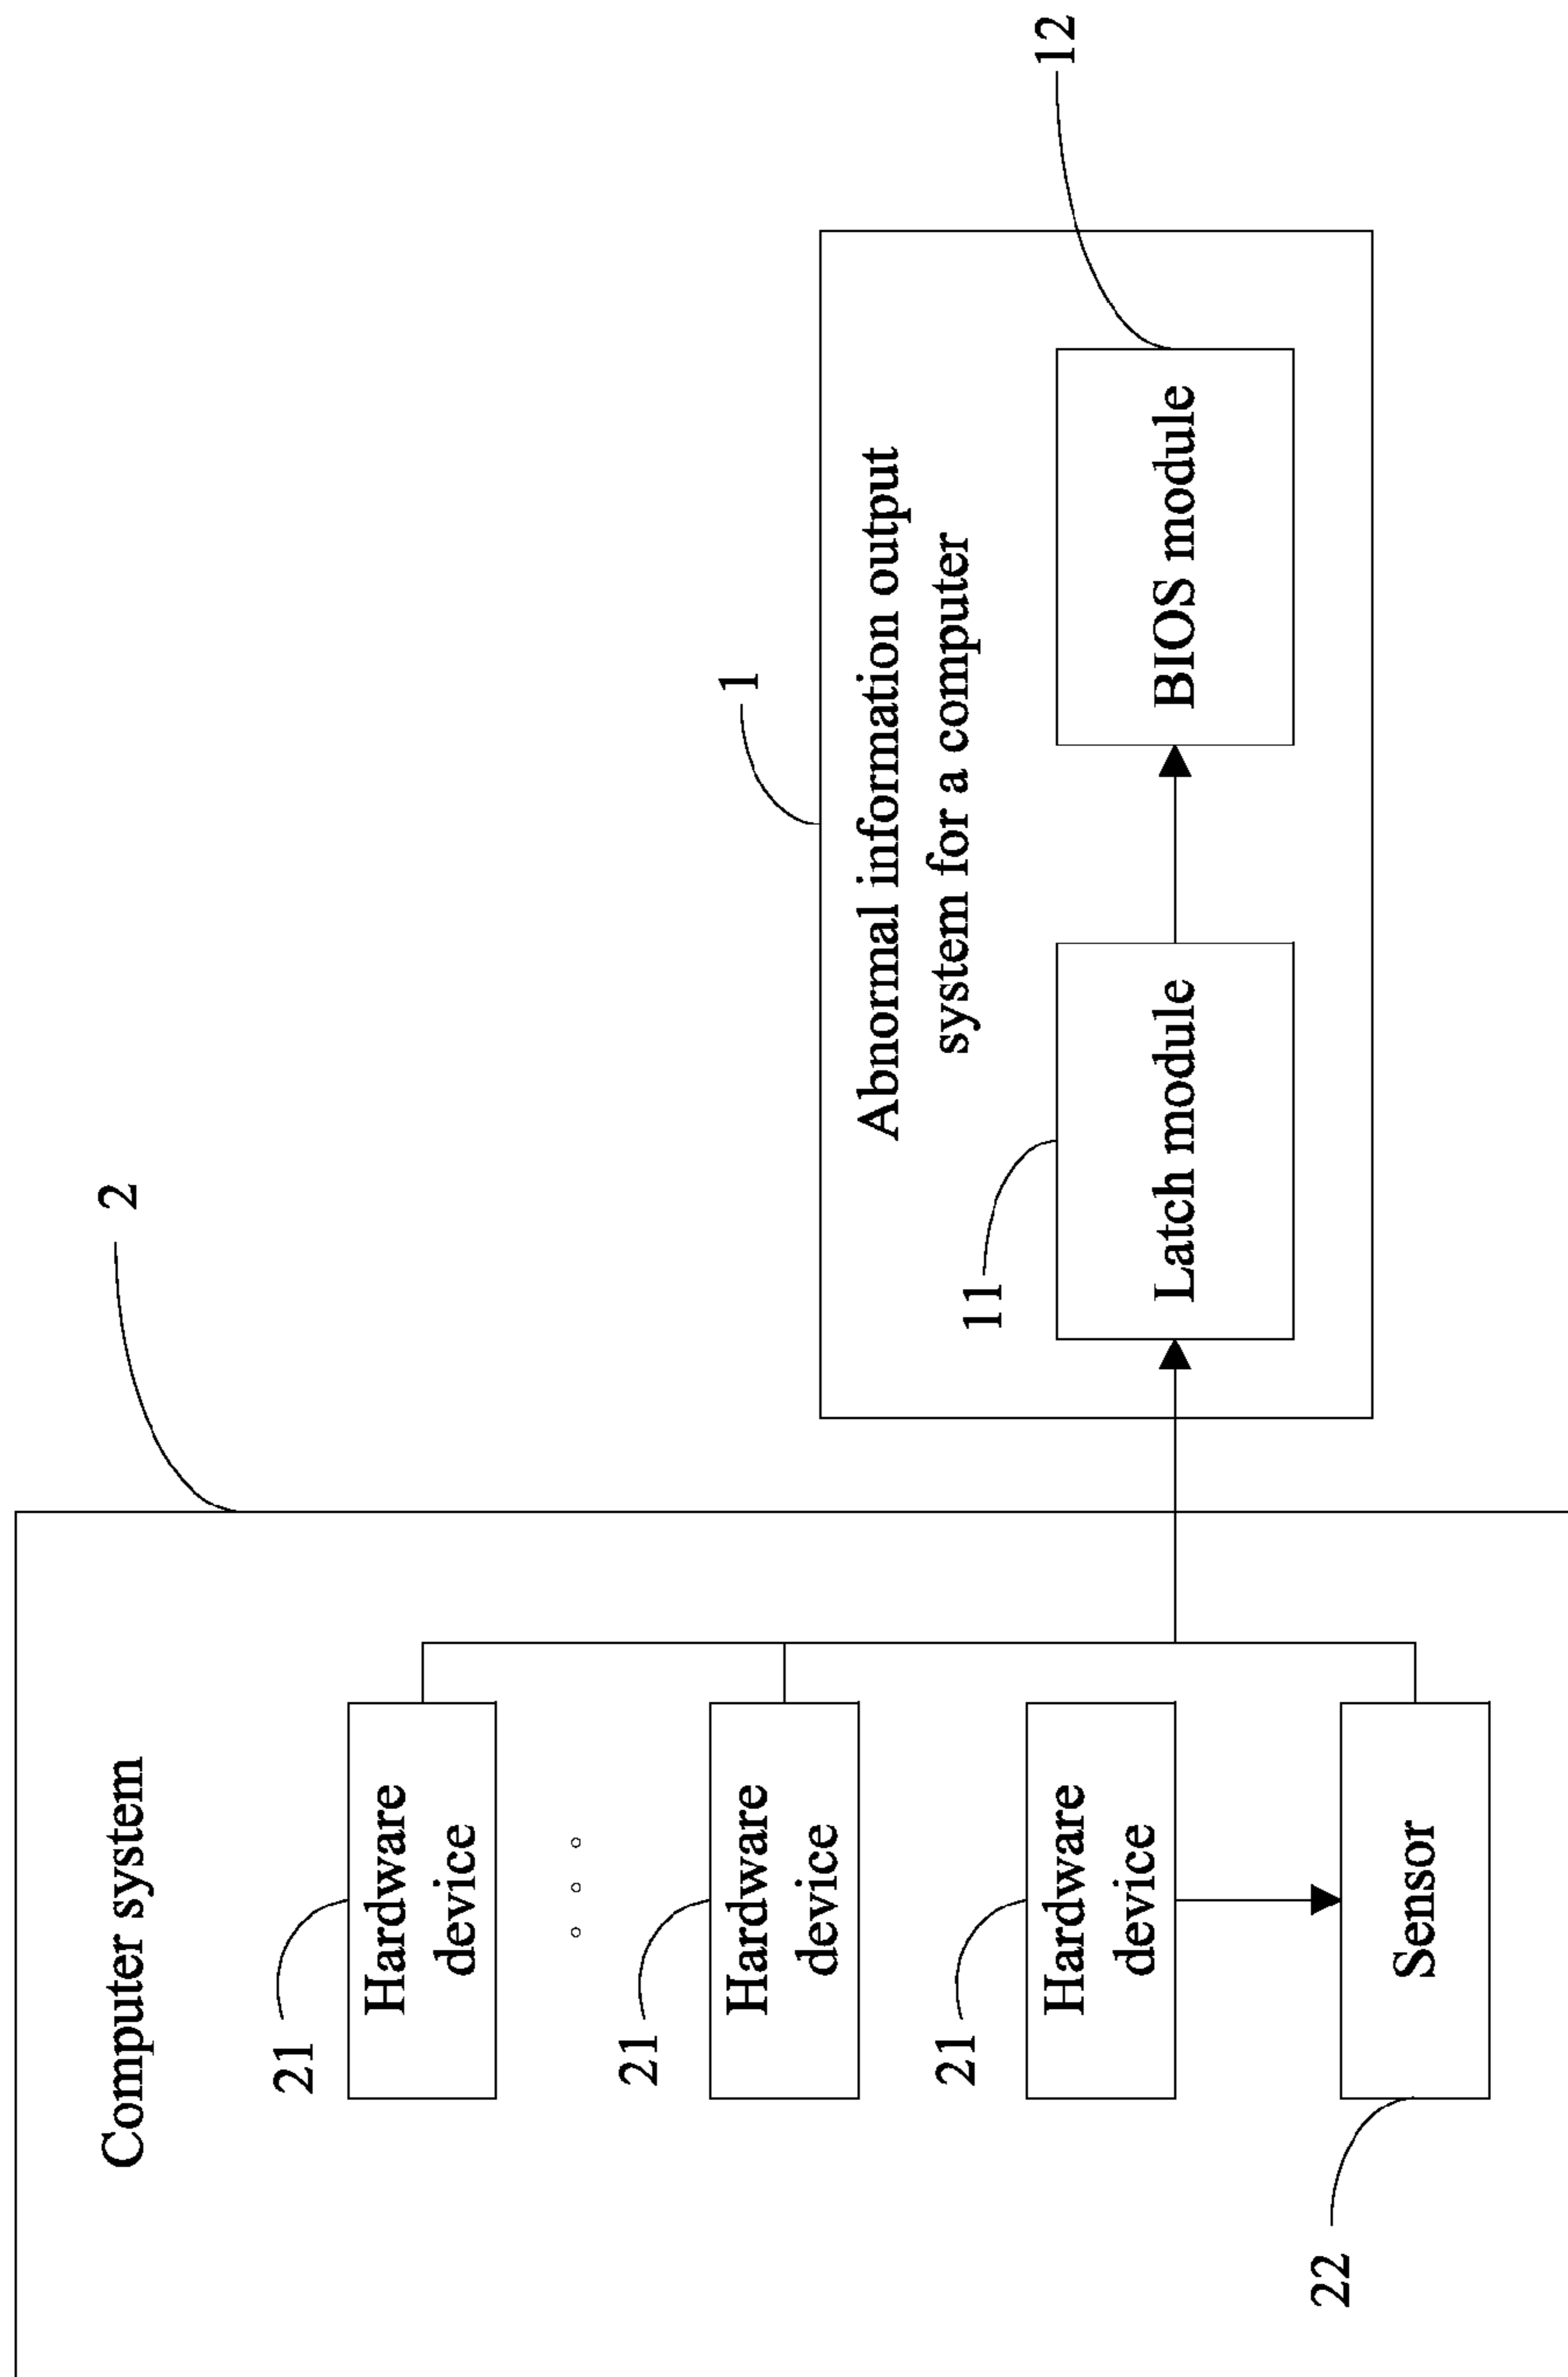 Computer system
2
21
Hardware
device
21
Hardware
device
21
Hardware
device
22
Sensor
1
Abnormal information output
system for a computer
11
Latch module
12
BIOS module